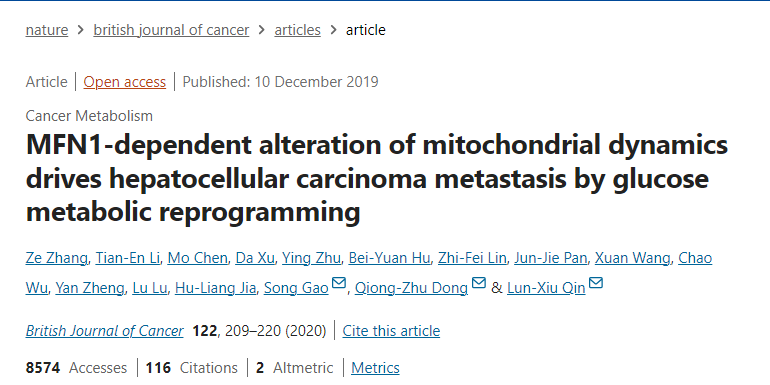 nature > british journal of cancer > articles > article
Article | Open access | Published: 10 December 2019
Cancer Metabolism
MFN1-dependent alteration of mitochondrial dynamics
drives hepatocellular carcinoma metastasis by glucose
metabolic reprogramming
Ze Zhang, Tian-En Li, Mo Chen, Da Xu, Ying Zhu, Bei-Yuan Hu, Zhi-Fei Lin, Jun-Jie Pan, Xuan Wang, Chao
Wu, Yan Zheng, Lu Lu, Hu-Liang Jia, Song Gao, Qiong-Zhu Dong & Lun-Xiu Qin
British Journal of Cancer 122, 209–220 (2020) | Cite this article
8574 Accesses | 116 Citations | 2 Altmetric | Metrics